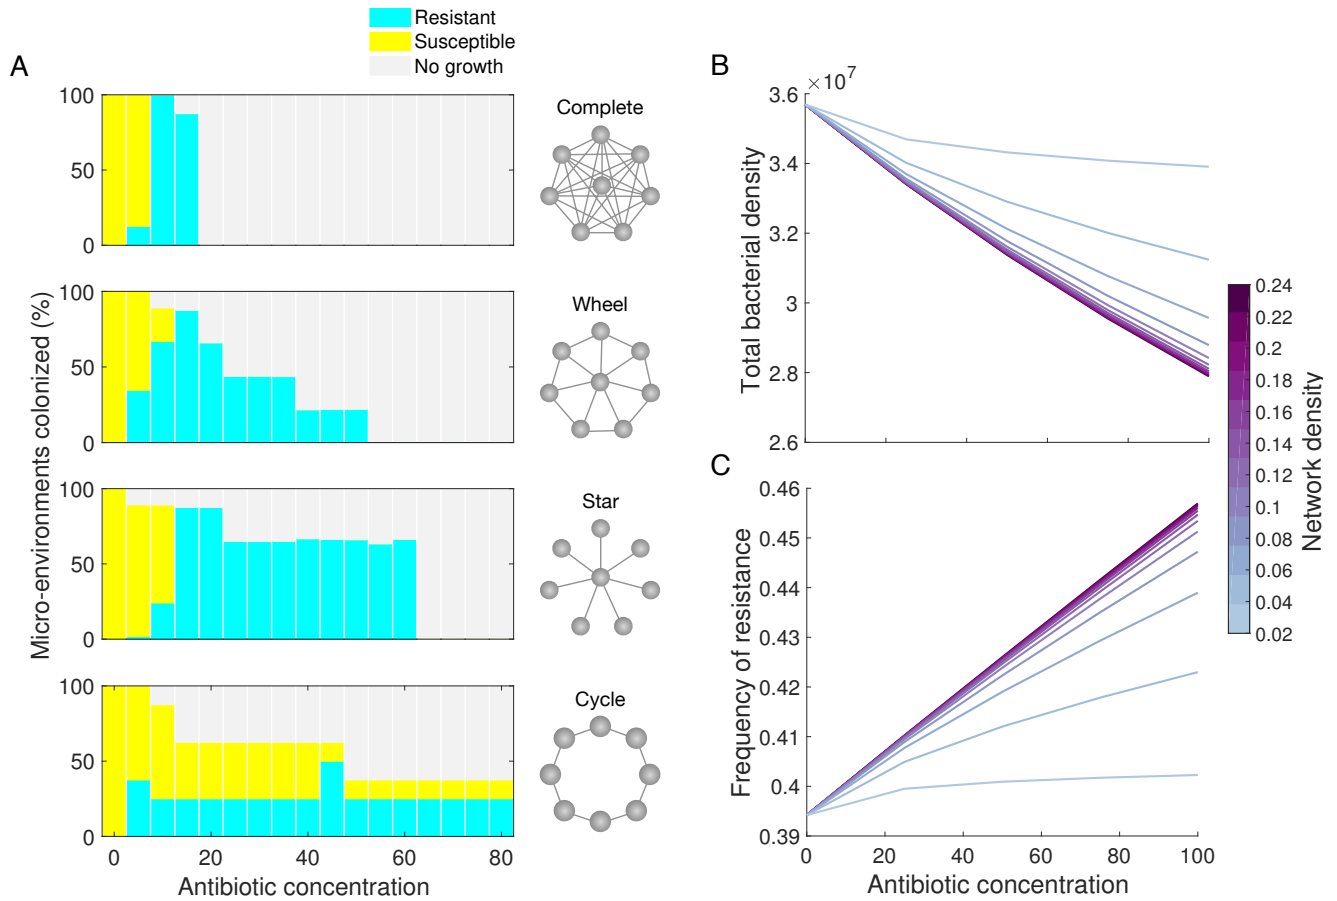 Resistant
Susceptible
No growth
A
Micro-environments colonized (%)
100
50
0
Complete
100
50
0
Wheel
100
50
0
Star
100
50
0
Cycle
0 20 40 60 80
Antibiotic concentration
B
×10^7
Total bacterial density
3.6
3.4
3.2
3
2.8
2.6
C
Frequency of resistance
0.46
0.45
0.44
0.43
0.42
0.41
0.4
0.39
0 20 40 60 80 100
Antibiotic concentration
0.24
0.22
0.2
0.18
0.16
0.14
0.12
0.1
0.08
0.06
0.04
0.02
Network density